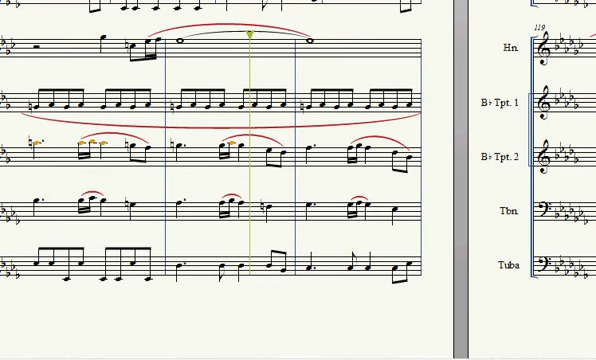 119
Hn.
B♭ Tpt. 1
B♭ Tpt. 2
Tbn.
Tuba